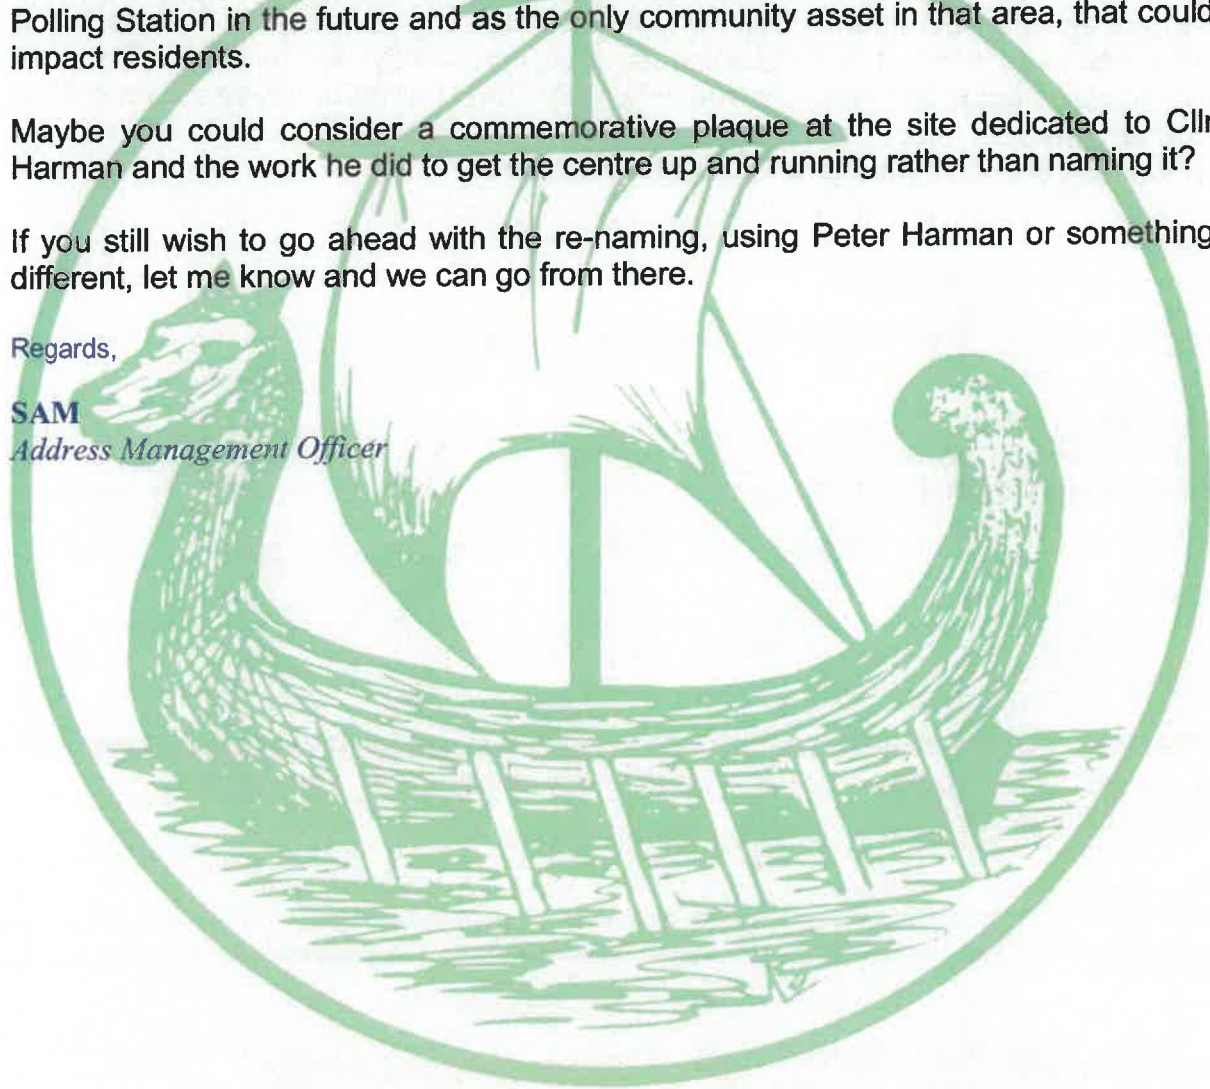 Polling Station in the future and as the only community asset in that area, that could
impact residents.
Maybe you could consider a commemorative plaque at the site dedicated to Cllr
Harman and the work he did to get the centre up and running rather than naming it?
If you still wish to go ahead with the re-naming, using Peter Harman or something
different, let me know and we can go from there.
Regards,
SAM
Address Management Officer